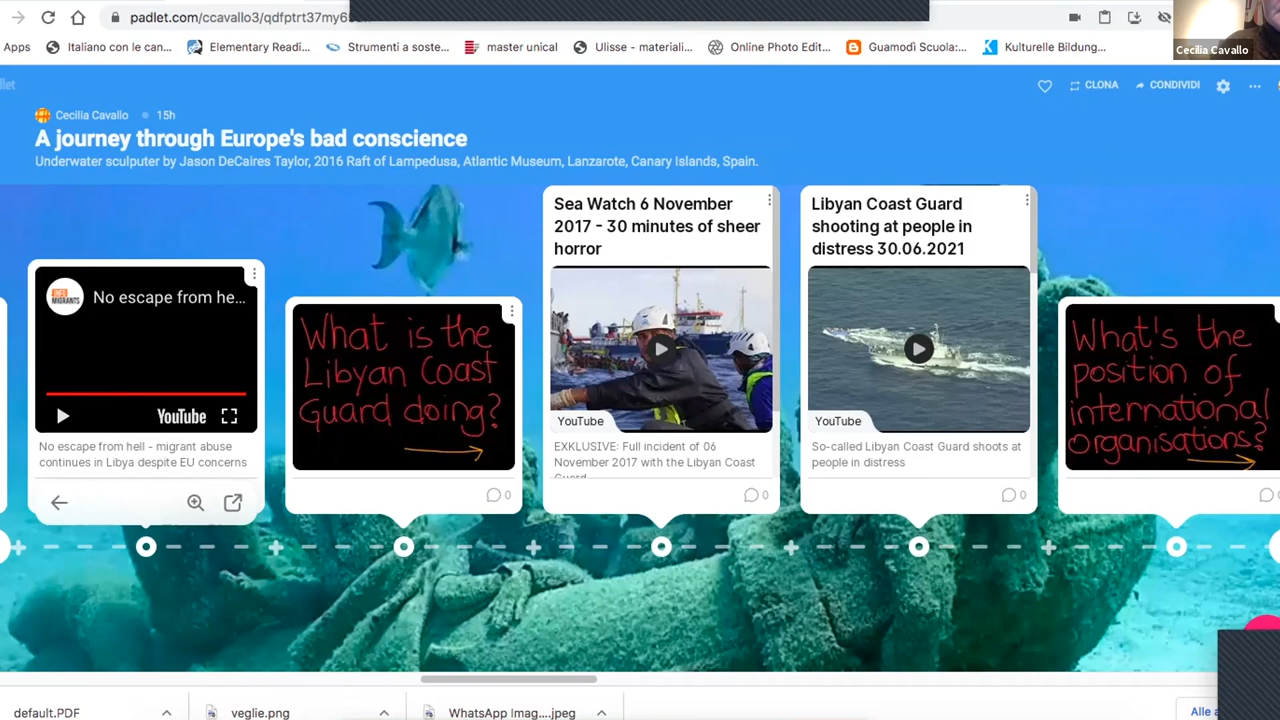 padlet.com/ccavallo3/qdfptrt37my6
Cecilia Cavallo
Apps
Italiano con le can...
Elementary Readi...
Strumenti a soste...
master unical
Ulisse - materiali...
Online Photo Edit...
Guamodì Scuola:...
Kulturelle Bildung...
llet
CLONA
CONDIVIDI
Cecilia Cavallo
15h
A journey through Europe's bad conscience
Underwater sculputer by Jason DeCaires Taylor, 2016 Raft of Lampedusa, Atlantic Museum, Lanzarote, Canary Islands, Spain.
INFO
MIGRANTS
No escape from he...
YouTube
No escape from hell - migrant abuse
continues in Libya despite EU concerns
What is the
Libyan Coast
Guard doing?
0
Sea Watch 6 November
2017 - 30 minutes of sheer
horror
YouTube
EXKLUSIVE: Full incident of 06
November 2017 with the Libyan Coast
Guard
0
Libyan Coast Guard
shooting at people in
distress 30.06.2021
YouTube
So-called Libyan Coast Guard shoots at
people in distress
0
What's the
position of
international
organisations?
default.PDF
veglie.png
WhatsApp Imag....jpeg
Alle